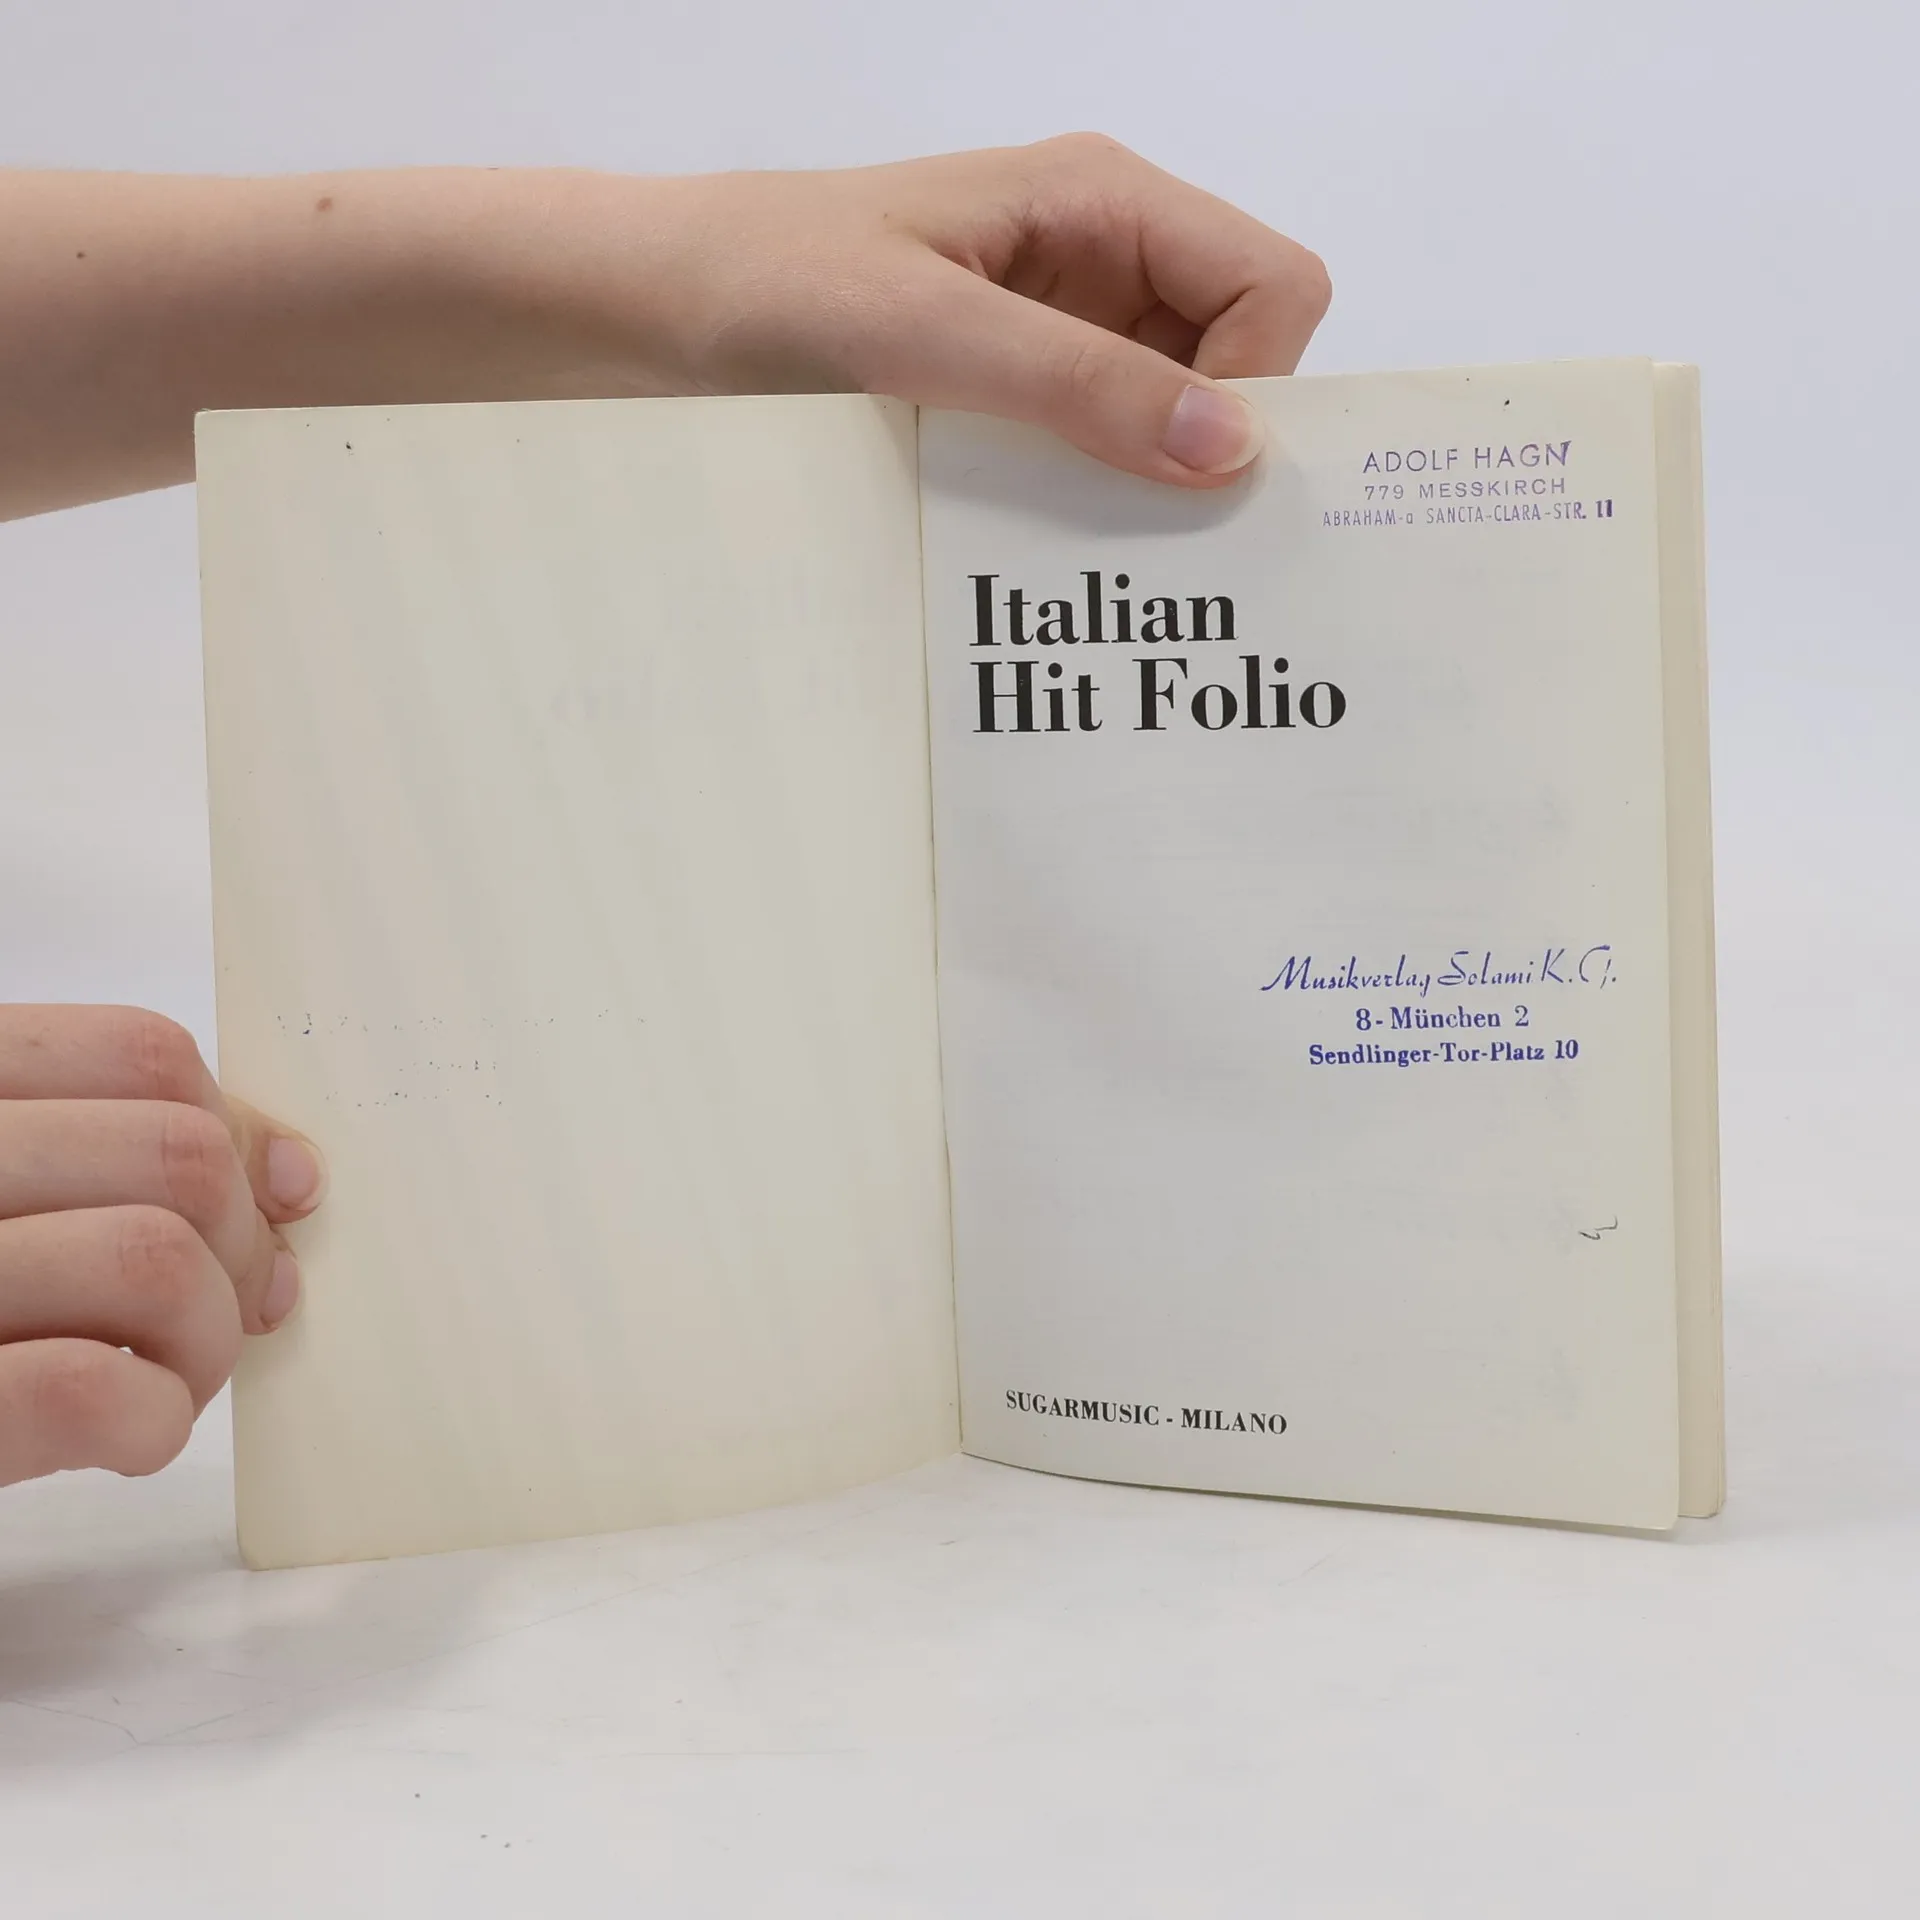 ADOLF HAGN
779 MESSKIRCH
ABRAHAM-a SANCTA-CLARA-STR. 11
Italian
Hit Folio
Musikverlag Solami K.G.
8-München 2
Sendlinger-Tor-Platz 10
SUGARMUSIC - MILANO